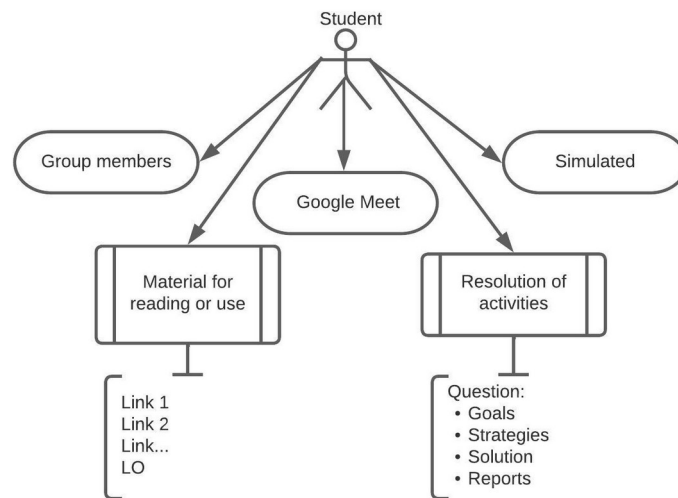 Student
Group members
Simulated
Google Meet
Material for
reading or use
Resolution of
activities
Link 1
Link 2
Link...
LO
Question:
• Goals
• Strategies
• Solution
• Reports